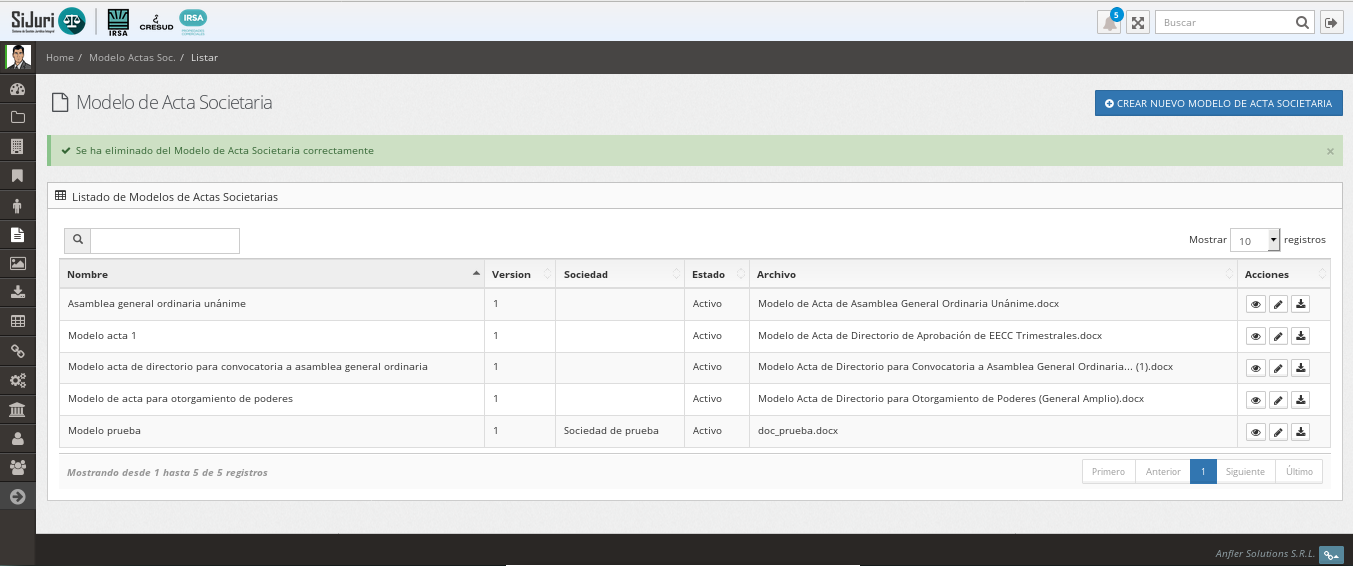 SiJuri
IRSA
CRESUD
IRSA
5
Buscar
Home / Modelo Actas Soc. / Listar
Modelo de Acta Societaria
CREAR NUEVO MODELO DE ACTA SOCIETARIA
Se ha eliminado del Modelo de Acta Societaria correctamente ×
Listado de Modelos de Actas Societarias
Mostrar 10 registros
Nombre Version Sociedad Estado Archivo Acciones
Asamblea general ordinaria unánime 1 Activo Modelo de Acta de Asamblea General Ordinaria Unánime.docx
Modelo acta 1 1 Activo Modelo de Acta de Directorio de Aprobación de EECC Trimestrales.docx
Modelo acta de directorio para convocatoria a asamblea general ordinaria 1 Activo Modelo Acta de Directorio para Convocatoria a Asamblea General Ordinaria... (1).docx
Modelo de acta para otorgamiento de poderes 1 Activo Modelo Acta de Directorio para Otorgamiento de Poderes (General Amplio).docx
Modelo prueba 1 Sociedad de prueba Activo doc_prueba.docx
Mostrando desde 1 hasta 5 de 5 registros
Primero Anterior 1 Siguiente Último
Anfler Solutions S.R.L.